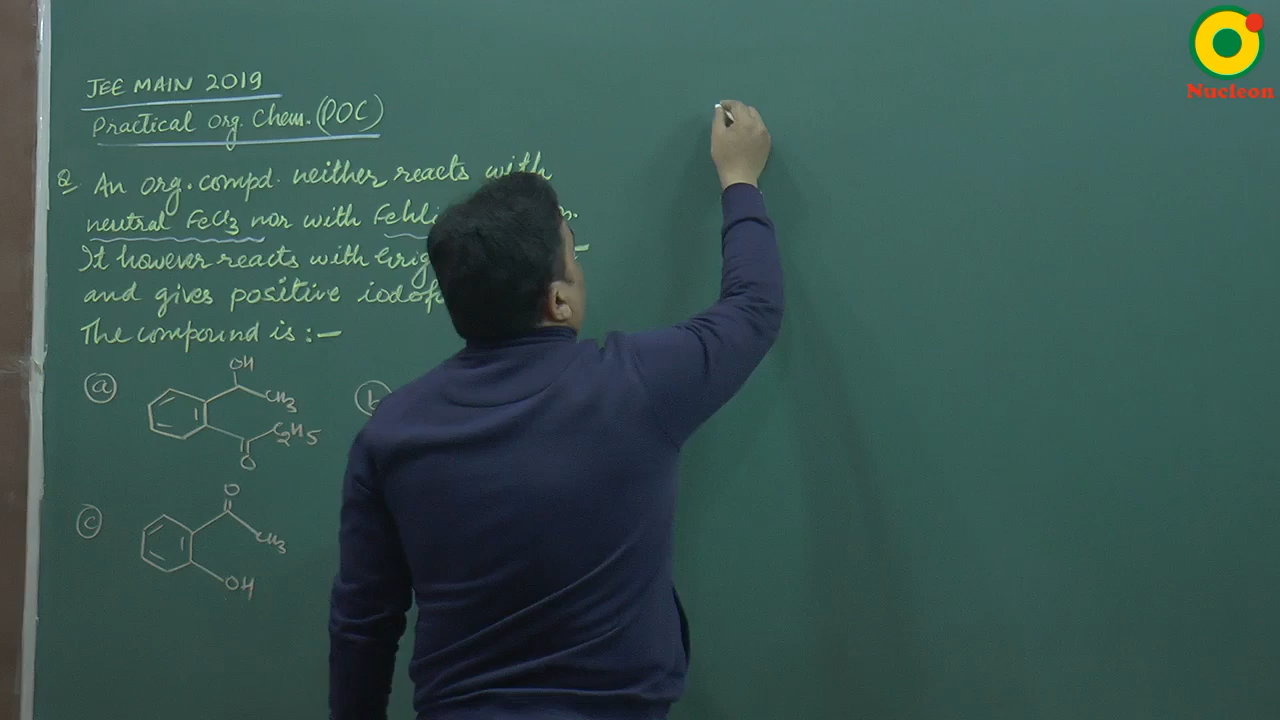 Nucleon
JEE MAIN 2019
Practical Org. Chem. (POC)
Q. An org. compd. neither reacts with
neutral FeCl3 nor with Fehli
It however reacts with Grig
and gives positive iodof
The compound is :-
a OH
CH3
C2H5
O
b
c O
CH3
OH